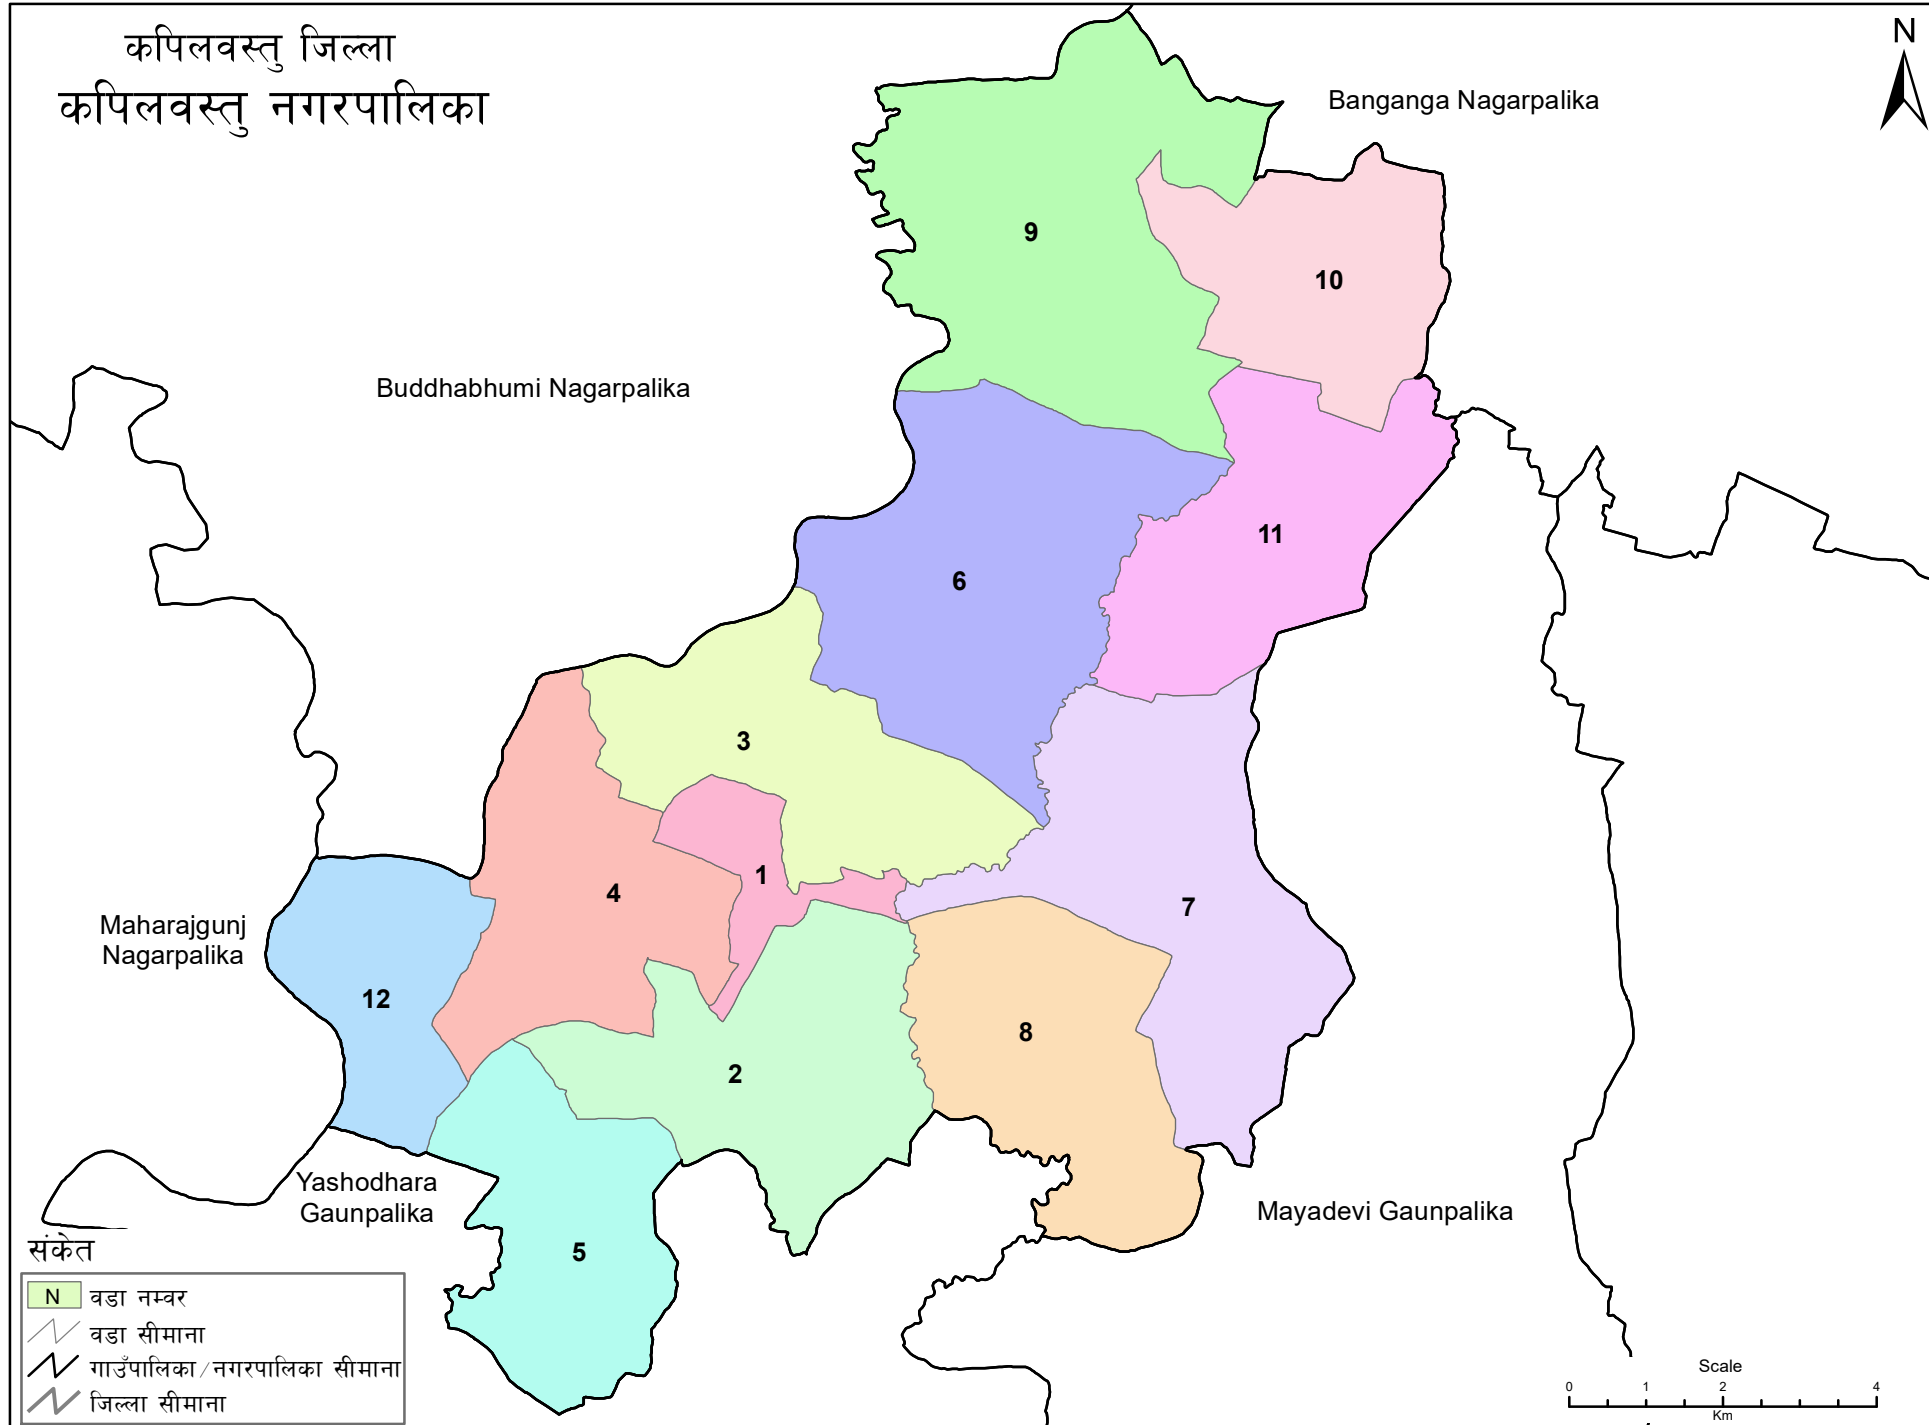 कपिलवस्तु जिल्ला
कपिलवस्तु नगरपालिका
N
Banganga Nagarpalika
9
10
Buddhabhumi Nagarpalika
11
6
3
1
4
7
Maharajgunj
Nagarpalika
12
8
2
Yashodhara
Gaunpalika
Mayadevi Gaunpalika
5
संकेत
N वडा नम्वर
वडा सीमाना
गाउँपालिका/नगरपालिका सीमाना
जिल्ला सीमाना
Scale
0 1 2 4
Km